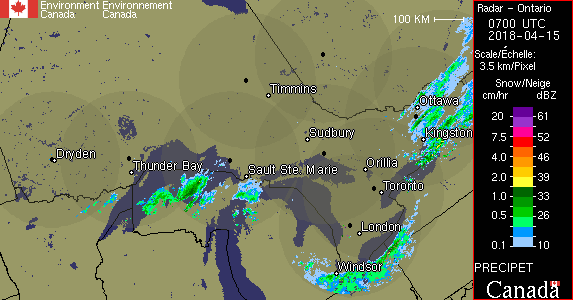 Environment Environnement
Canada Canada
100 KM
Timmins
Ottawa
Sudbury
Kingston
Dryden
Thunder Bay
Sault Ste. Marie
Orillia
Toronto
London
Windsor
Radar - Ontario
0700 UTC
2018-04-15
Scale/Échelle:
3.5 km/Pixel
Snow/Neige
cm/hr dBZ
20 61
7.5 52
4.0 46
2.0 39
1.0 33
0.5 26
0.1 10
PRECIPET
Canada